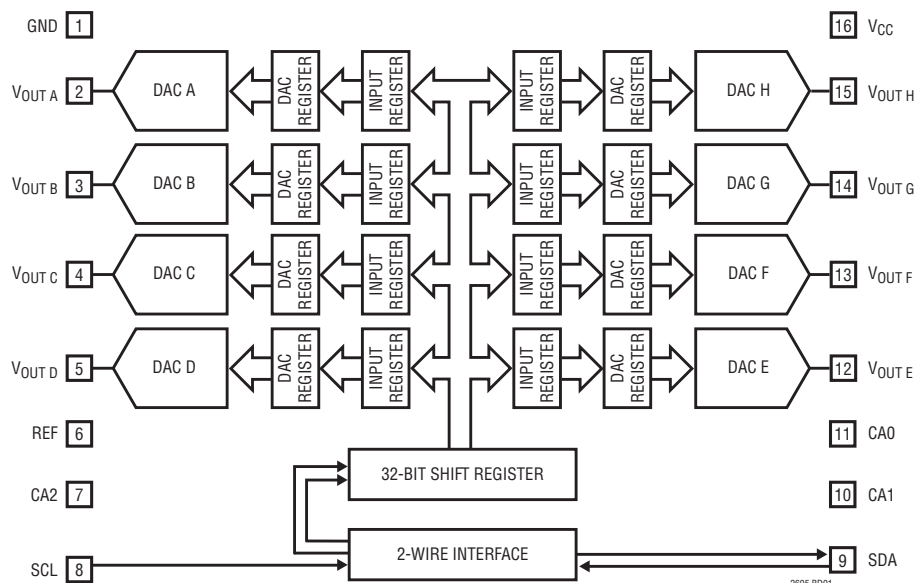 GND 1
16 VCC
VOUT A 2 DAC A DAC REGISTER INPUT REGISTER INPUT REGISTER DAC REGISTER DAC H 15 VOUT H
VOUT B 3 DAC B DAC REGISTER INPUT REGISTER INPUT REGISTER DAC REGISTER DAC G 14 VOUT G
VOUT C 4 DAC C DAC REGISTER INPUT REGISTER INPUT REGISTER DAC REGISTER DAC F 13 VOUT F
VOUT D 5 DAC D DAC REGISTER INPUT REGISTER INPUT REGISTER DAC REGISTER DAC E 12 VOUT E
REF 6
11 CA0
32-BIT SHIFT REGISTER
CA2 7
10 CA1
SCL 8
2-WIRE INTERFACE
9 SDA
2605 BD01